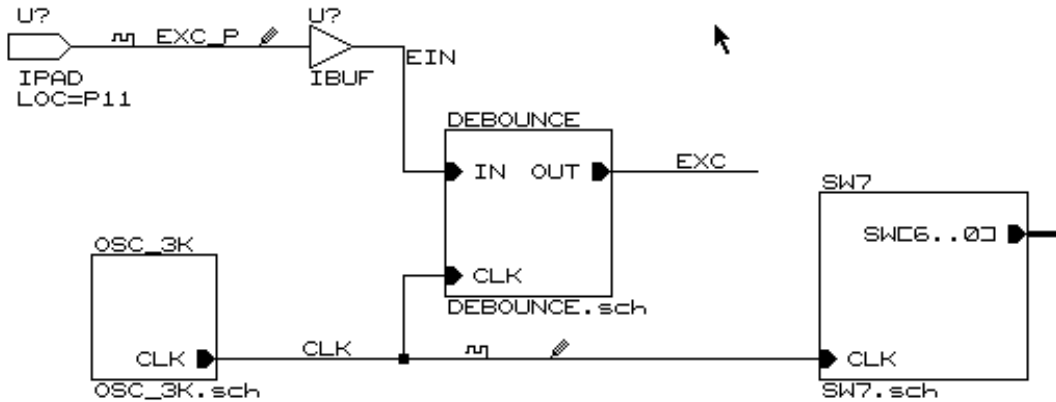 U?
U?
EXC_P
EIN
IPAD
IBUF
LOC=P11
DEBOUNCE
IN OUT
EXC
SW7
SW[6..0]
OSC_3K
CLK
DEBOUNCE.sch
CLK
CLK
CLK
OSC_3K.sch
SW7.sch